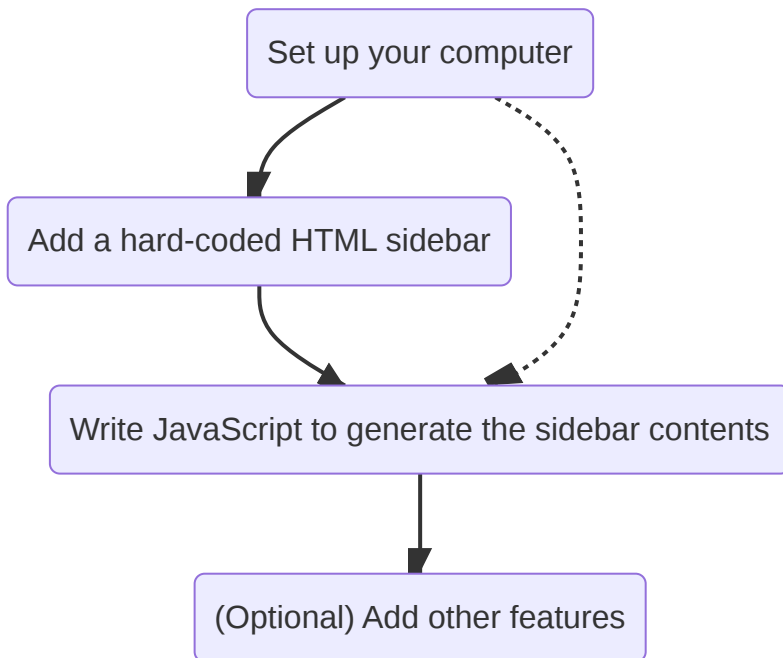 Set up your computer
Add a hard-coded HTML sidebar
Write JavaScript to generate the sidebar contents
(Optional) Add other features